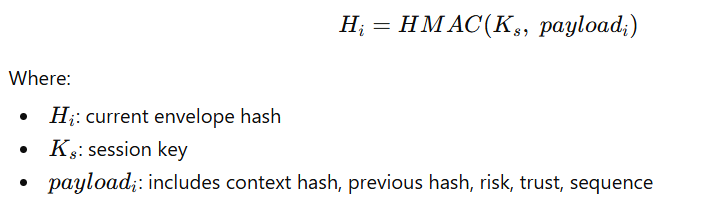 H_i = HMAC(K_s, payload_i)
Where:
• H_i: current envelope hash
• K_s: session key
• payload_i: includes context hash, previous hash, risk, trust, sequence